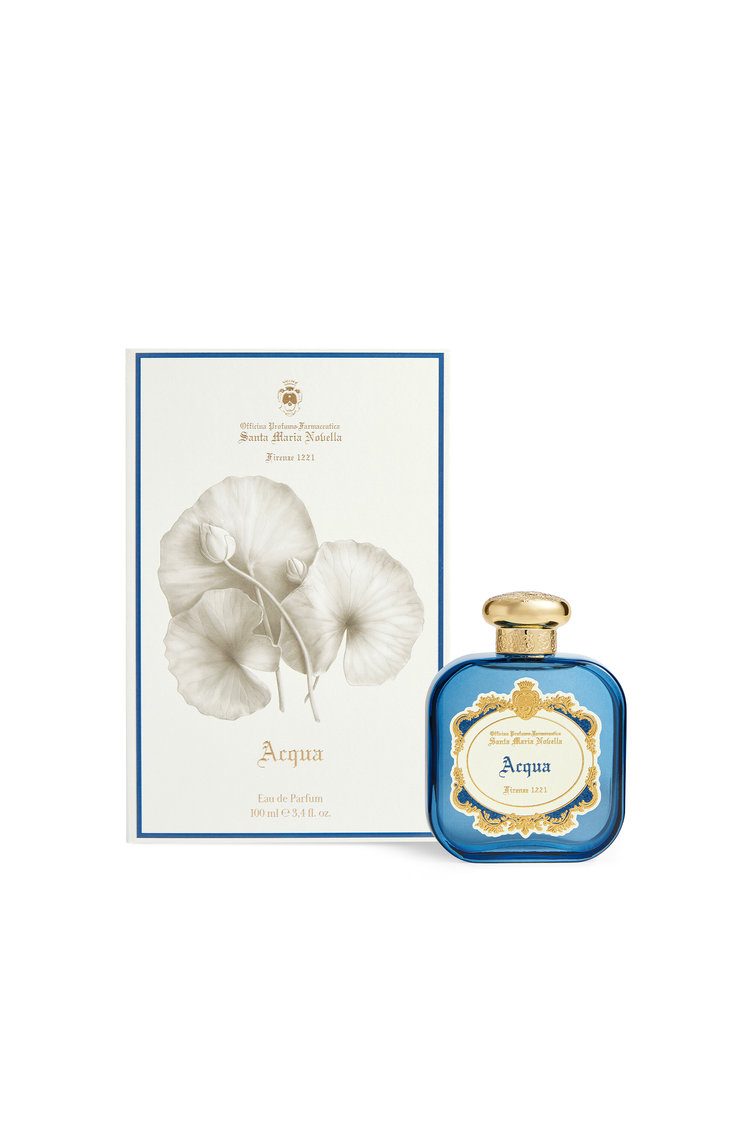 Officina Profumo-Farmaceutica
Santa Maria Novella
Firenze 1221
Acqua
Eau de Parfum
100 ml ℮ 3,4 fl. oz.
Officina Profumo-Farmaceutica
Santa Maria Novella
Acqua
Firenze 1221